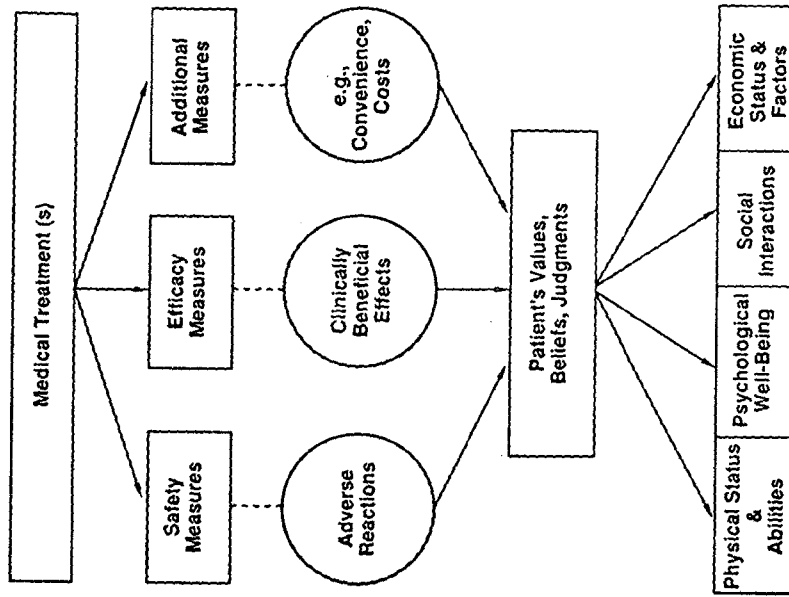 Medical Treatment (s)
Safety
Measures
Efficacy
Measures
Additional
Measures
Adverse
Reactions
Clinically
Beneficial
Effects
e.g.,
Convenience,
Costs
Patient's Values,
Beliefs, Judgments
Physical Status
&
Abilities
Psychological
Well-Being
Social
Interactions
Economic
Status &
Factors